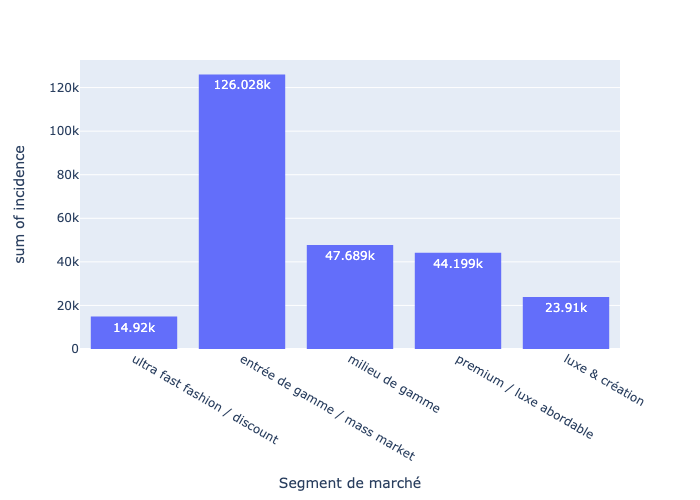 120k
100k
80k
60k
40k
20k
0
sum of incidence
14.92k
126.028k
47.689k
44.199k
23.91k
ultra fast fashion / discount
entrée de gamme / mass market
milieu de gamme
premium / luxe abordable
luxe & création
Segment de marché